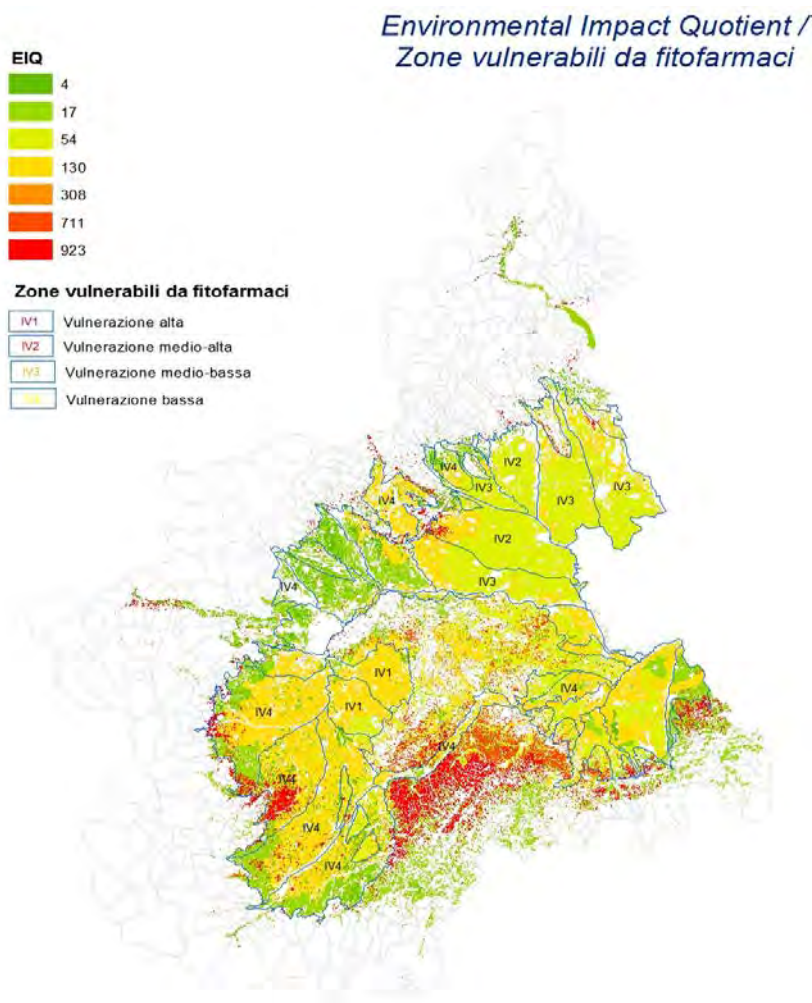 Environmental Impact Quotient /
Zone vulnerabili da fitofarmaci
EIQ
4
17
54
130
308
711
923
Zone vulnerabili da fitofarmaci
IV1 Vulnerazione alta
IV2 Vulnerazione medio-alta
IV3 Vulnerazione medio-bassa
Vulnerazione bassa
IV4
IV2
IV3
IV4
IV3
IV3
IV2
IV3
IV4
IV1
IV4
IV1
IV4
IV4
IV4
IV4
IV4